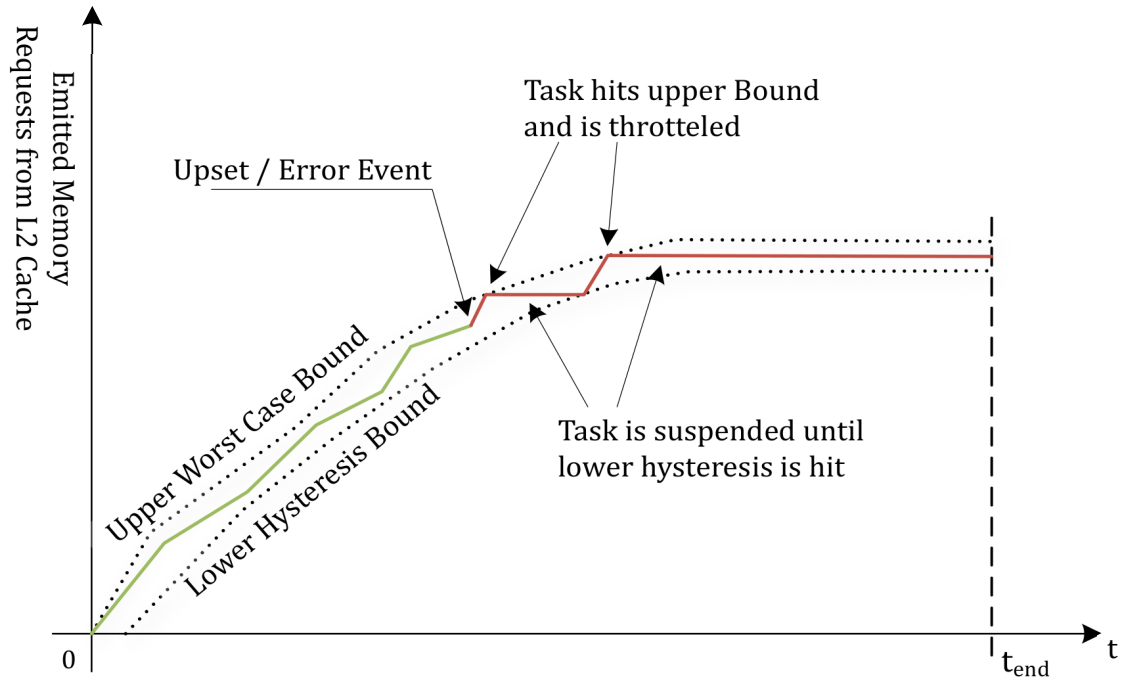 Emitted Memory
Requests from L2 Cache
Task hits upper Bound
and is throtteled
Upset / Error Event
Upper Worst Case Bound
Lower Hysteresis Bound
Task is suspended until
lower hysteresis is hit
0
t
tend